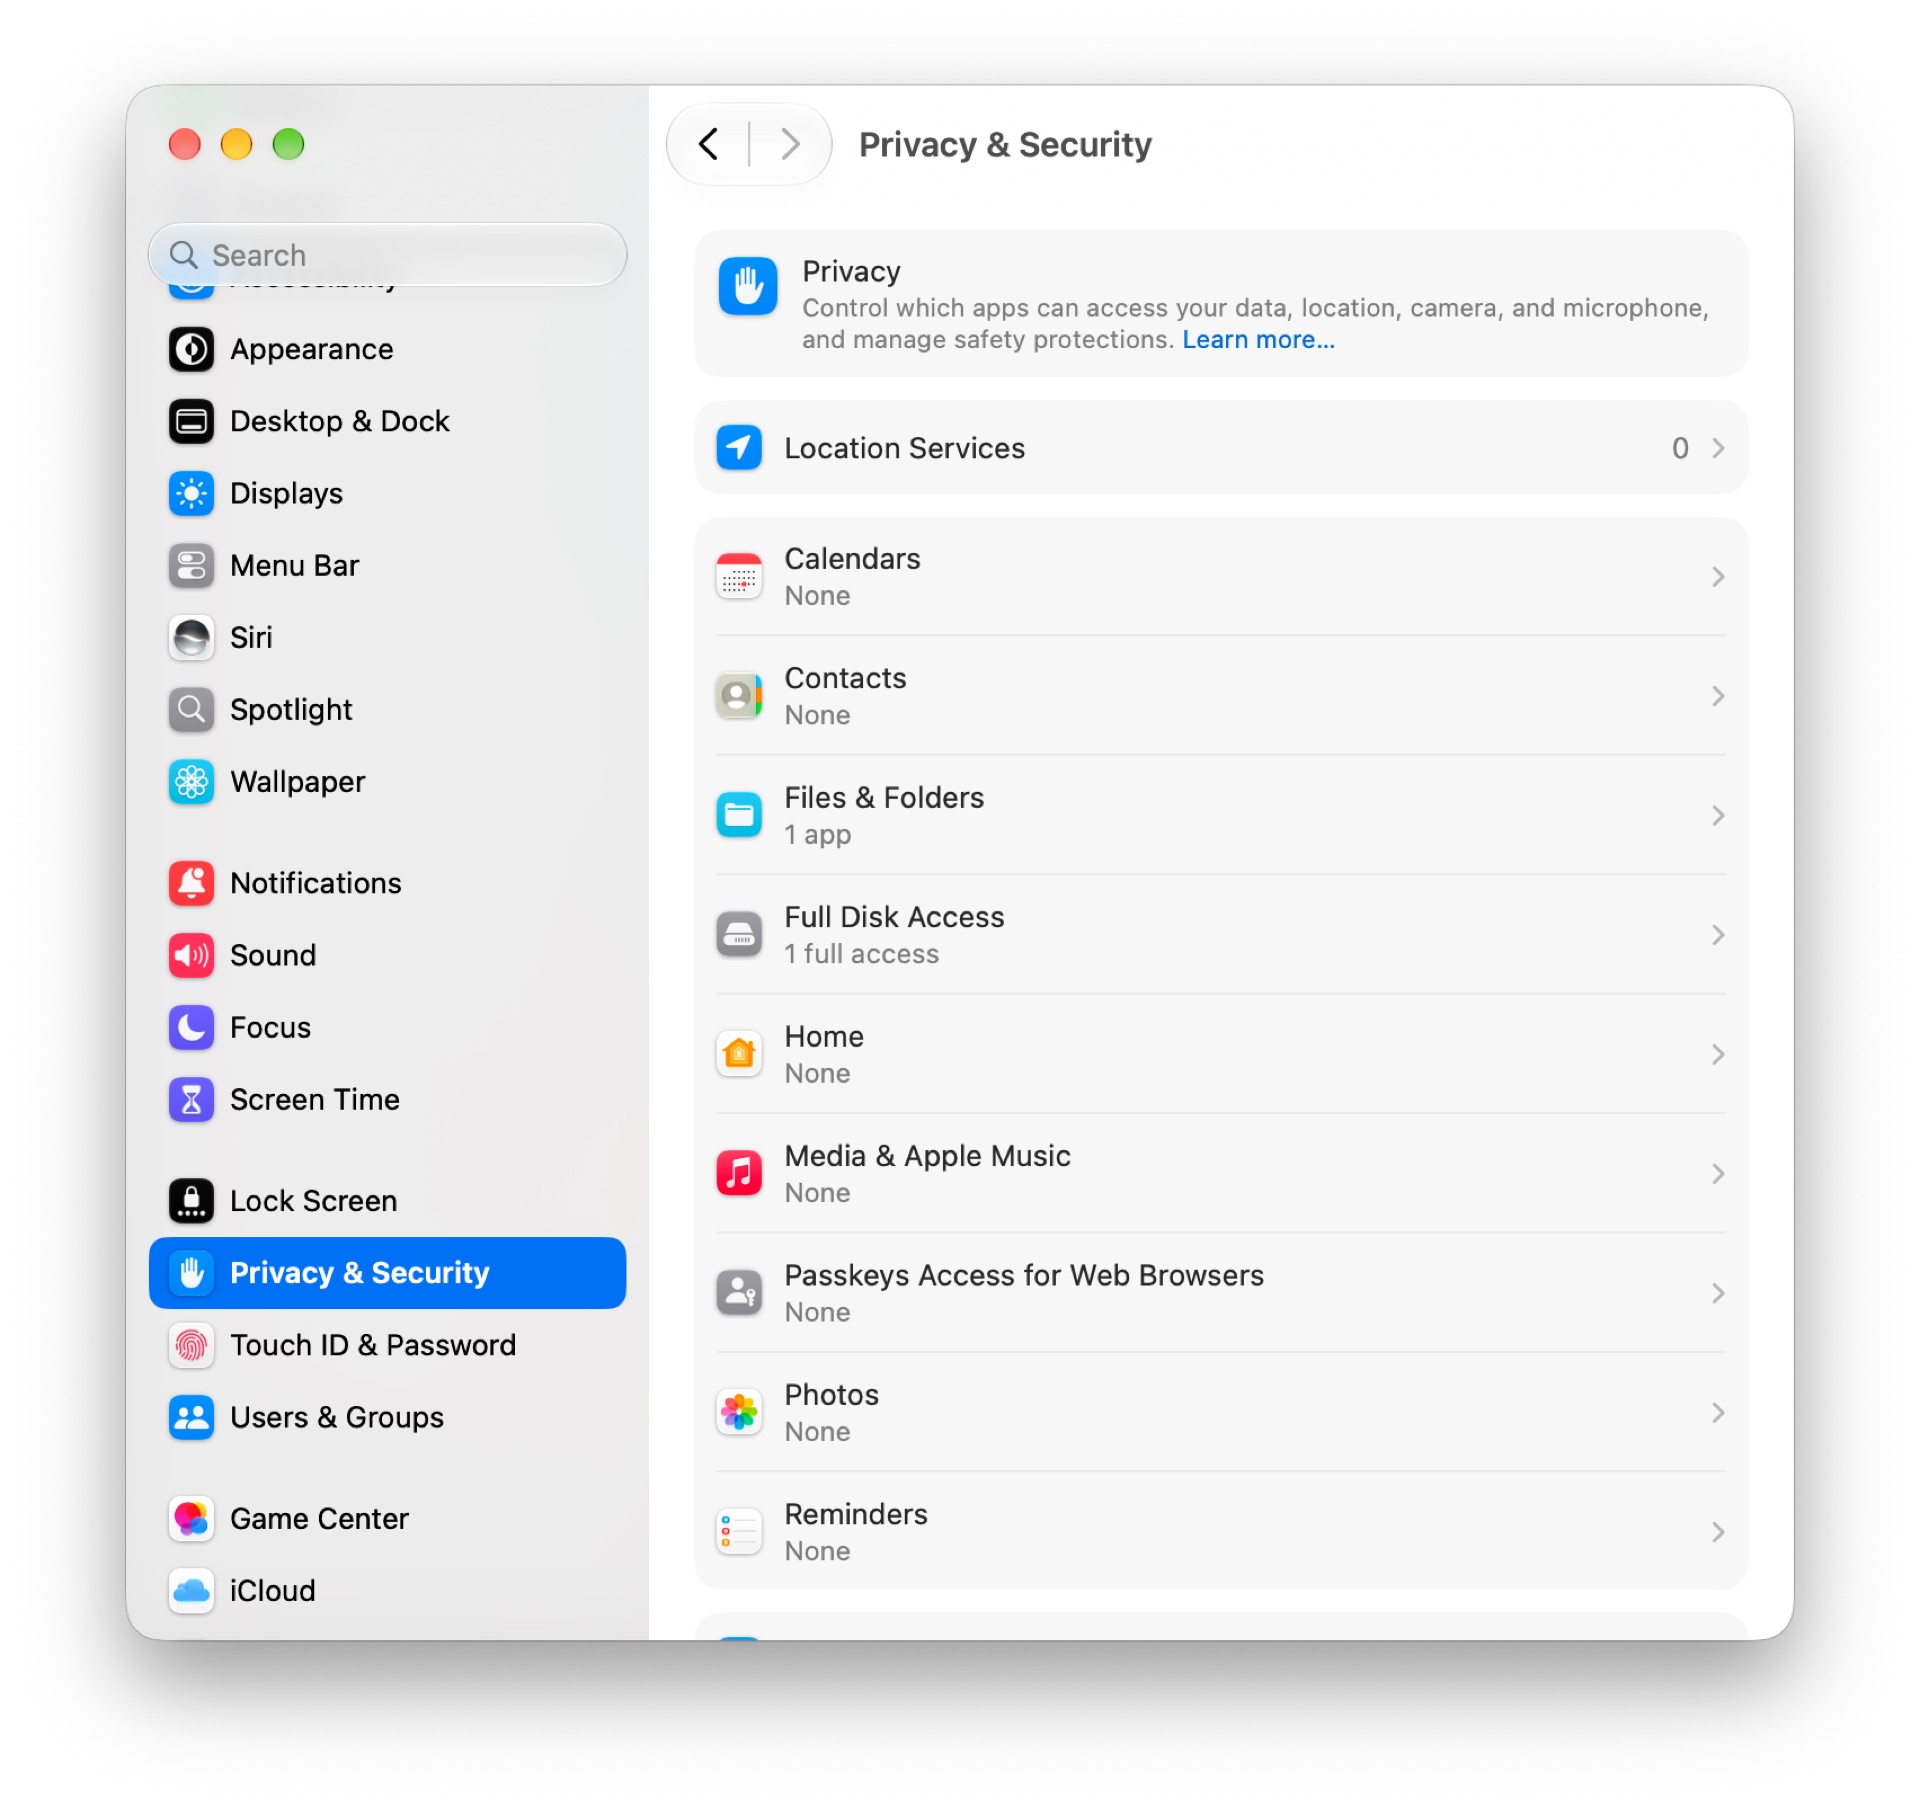 Search
Accessibility
Appearance
Desktop & Dock
Displays
Menu Bar
Siri
Spotlight
Wallpaper
Notifications
Sound
Focus
Screen Time
Lock Screen
Privacy & Security
Touch ID & Password
Users & Groups
Game Center
iCloud
Privacy & Security
Privacy
Control which apps can access your data, location, camera, and microphone,
and manage safety protections. Learn more...
Location Services 0
Calendars
None
Contacts
None
Files & Folders
1 app
Full Disk Access
1 full access
Home
None
Media & Apple Music
None
Passkeys Access for Web Browsers
None
Photos
None
Reminders
None